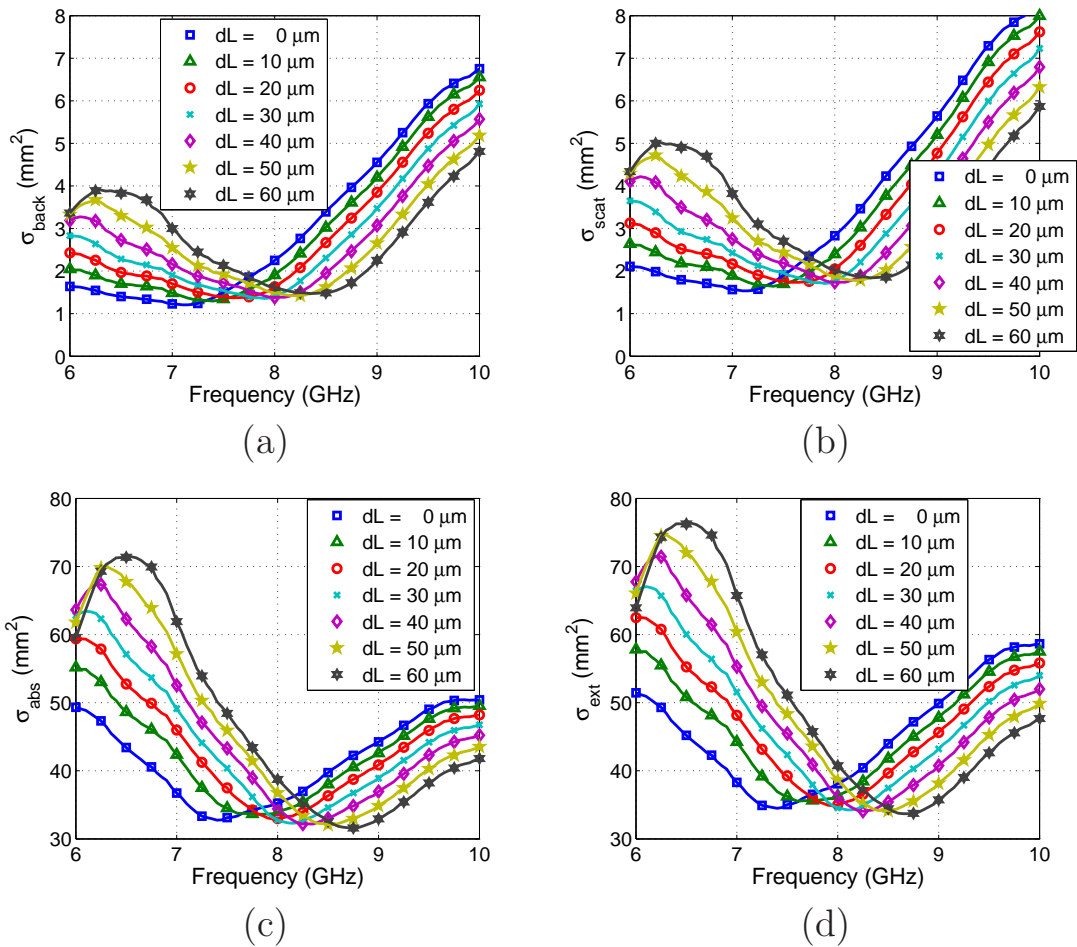 8
7
6
5
4
3
2
1
0
σback (mm²)
dL = 0 μm
dL = 10 μm
dL = 20 μm
dL = 30 μm
dL = 40 μm
dL = 50 μm
dL = 60 μm
6 7 8 9 10
Frequency (GHz)
(a)
8
7
6
5
4
3
2
1
0
σscat (mm²)
dL = 0 μm
dL = 10 μm
dL = 20 μm
dL = 30 μm
dL = 40 μm
dL = 50 μm
dL = 60 μm
6 7 8 9 10
Frequency (GHz)
(b)
80
70
60
50
40
30
σabs (mm²)
dL = 0 μm
dL = 10 μm
dL = 20 μm
dL = 30 μm
dL = 40 μm
dL = 50 μm
dL = 60 μm
6 7 8 9 10
Frequency (GHz)
(c)
80
70
60
50
40
30
σext (mm²)
dL = 0 μm
dL = 10 μm
dL = 20 μm
dL = 30 μm
dL = 40 μm
dL = 50 μm
dL = 60 μm
6 7 8 9 10
Frequency (GHz)
(d)